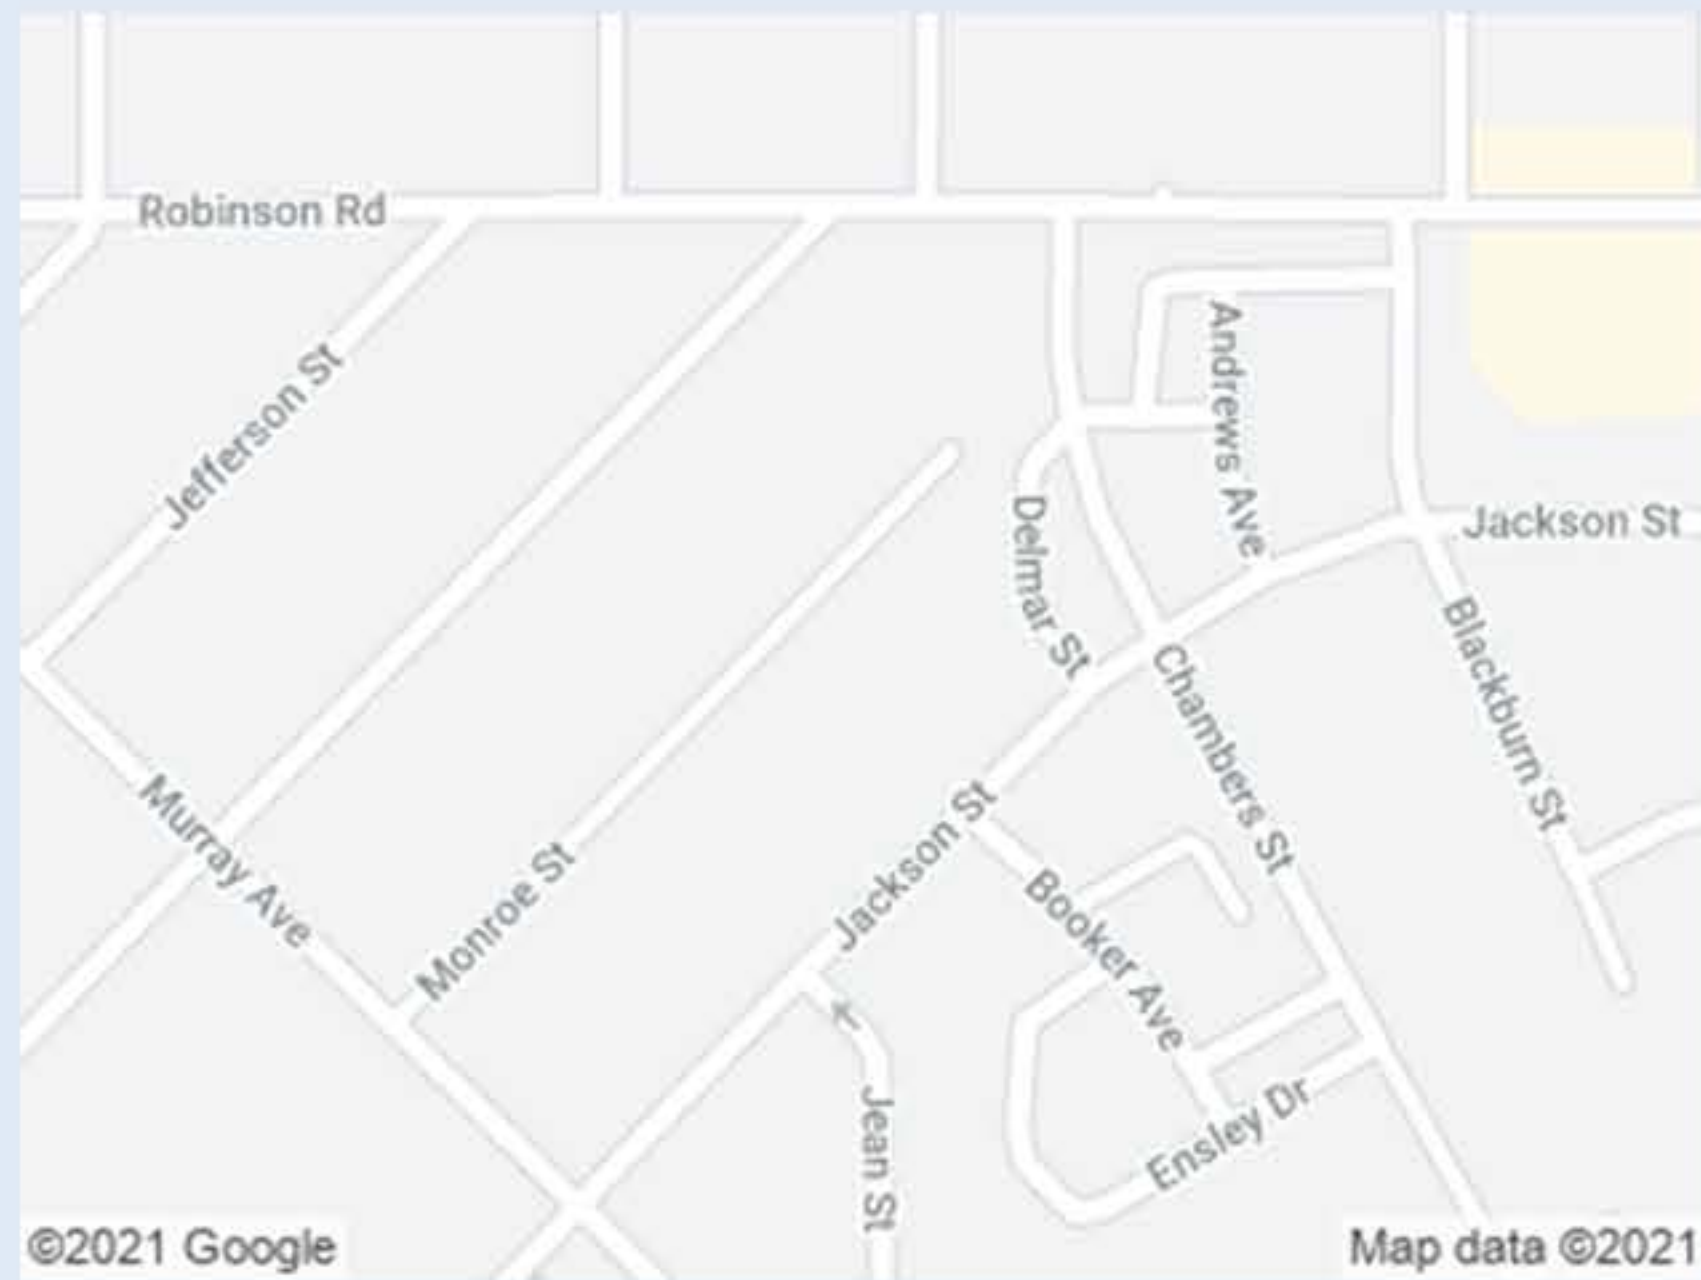 Robinson Rd
Jefferson St
Andrews Ave
Delmar St
Jackson St
Blackburn St
Chambers St
Murray Ave
Monroe St
Jackson St
Booker Ave
Jean St
Ensley Dr
©2021 Google
Map data ©2021